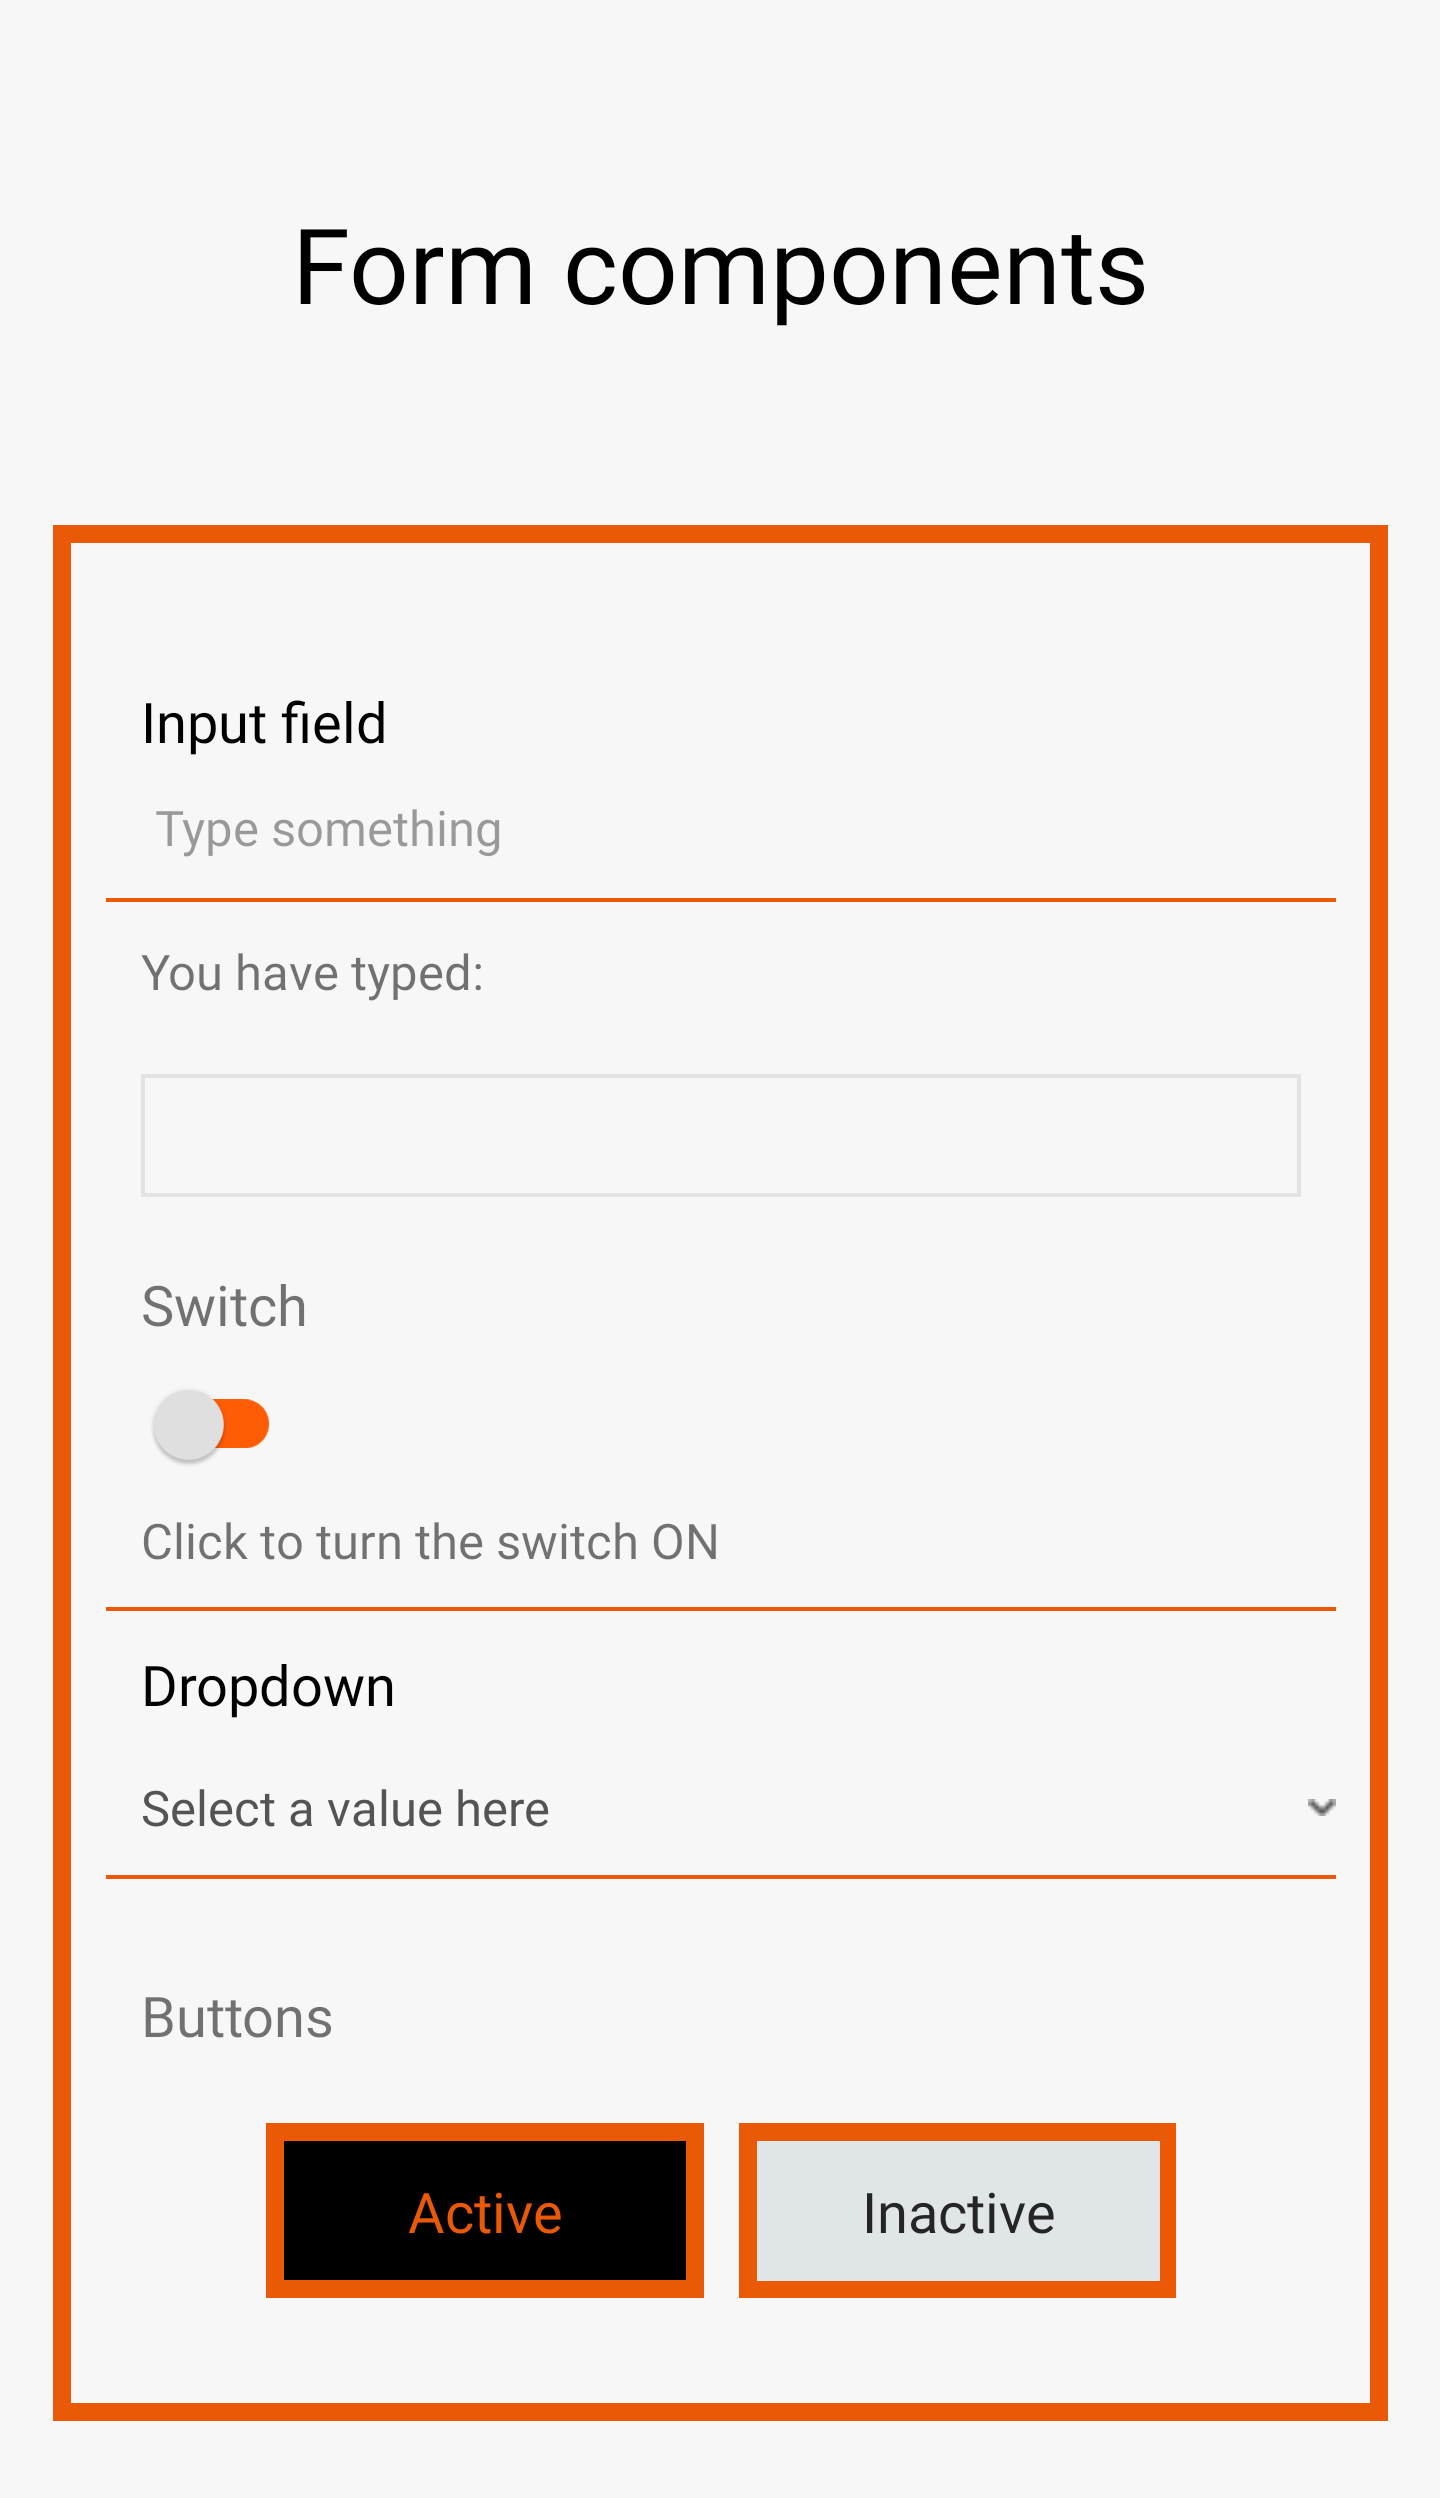 Form components
Input field
Type something
You have typed:
Switch
Click to turn the switch ON
Dropdown
Select a value here
Buttons
Active
Inactive